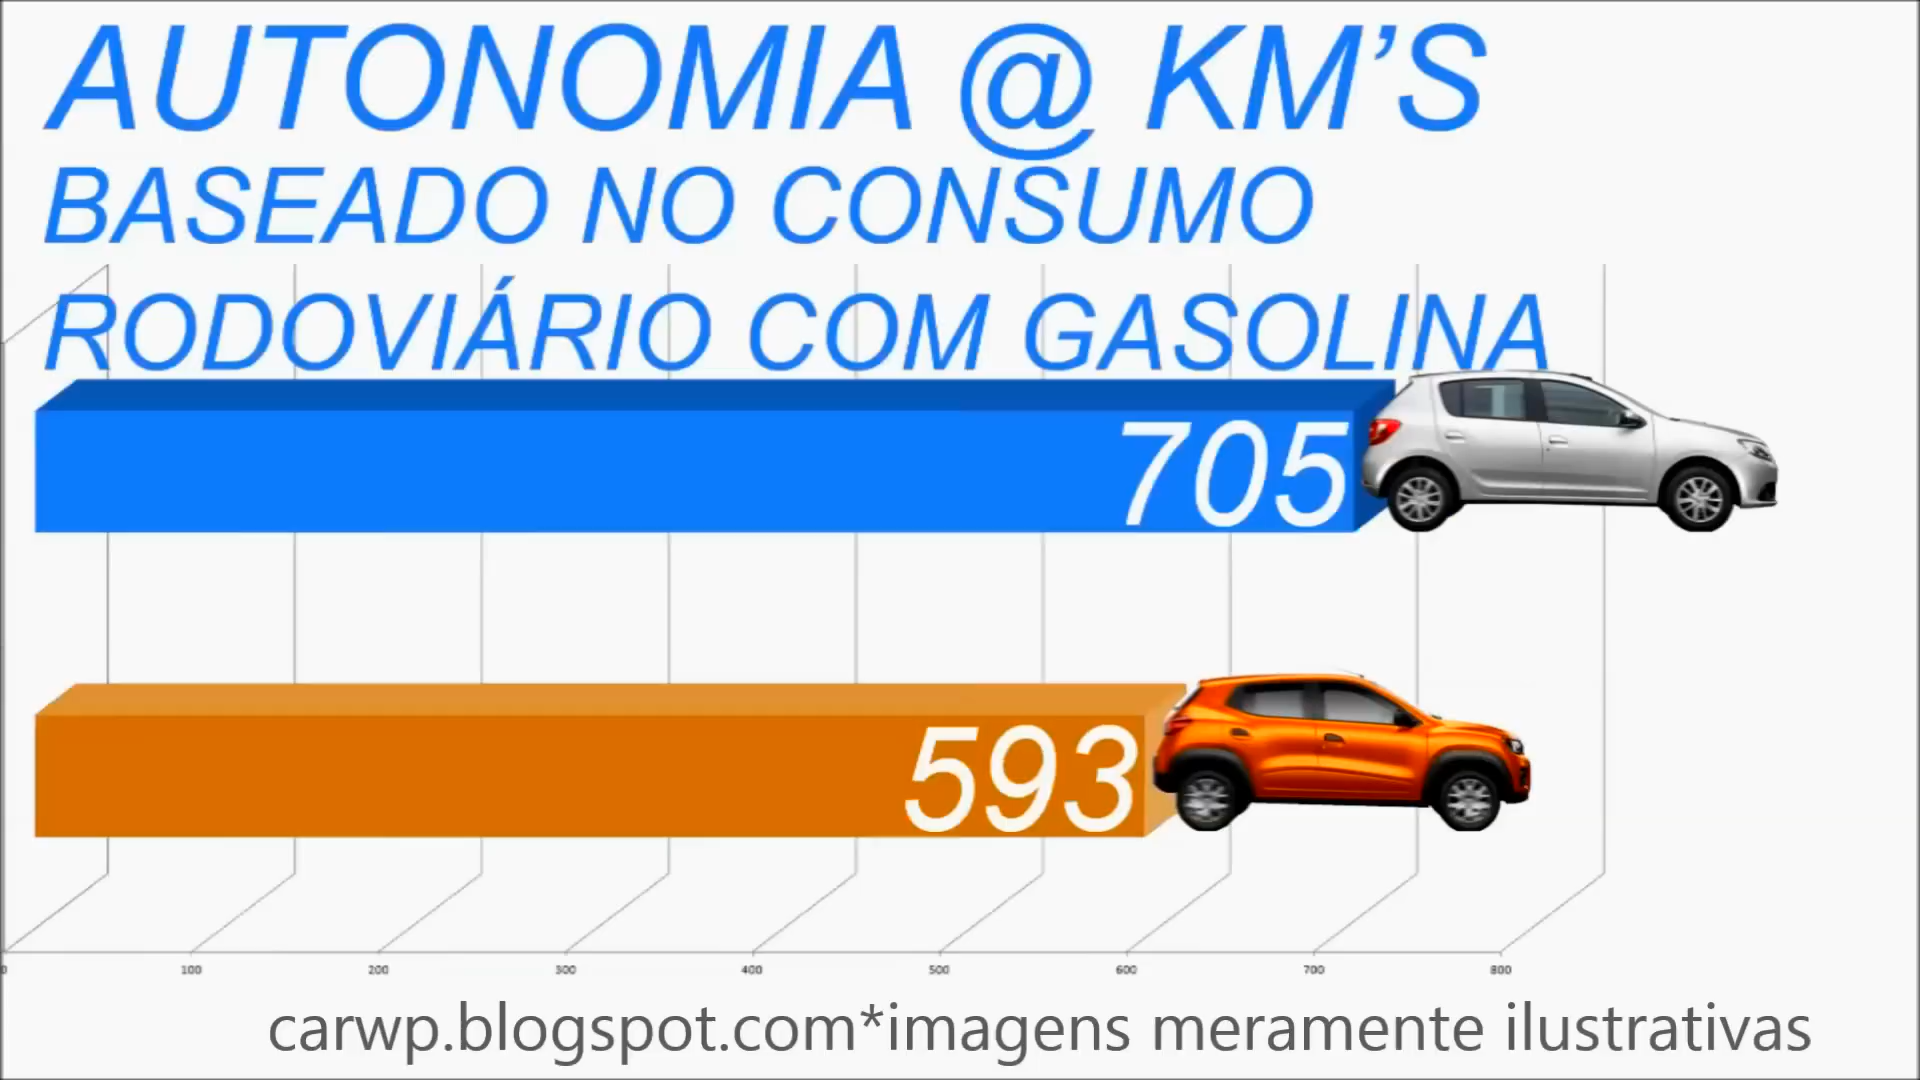 AUTONOMIA @ KM’S
BASEADO NO CONSUMO
RODOVIÁRIO COM GASOLINA
705
593
0 100 200 300 400 500 600 700 800
carwp.blogspot.com*imagens meramente ilustrativas